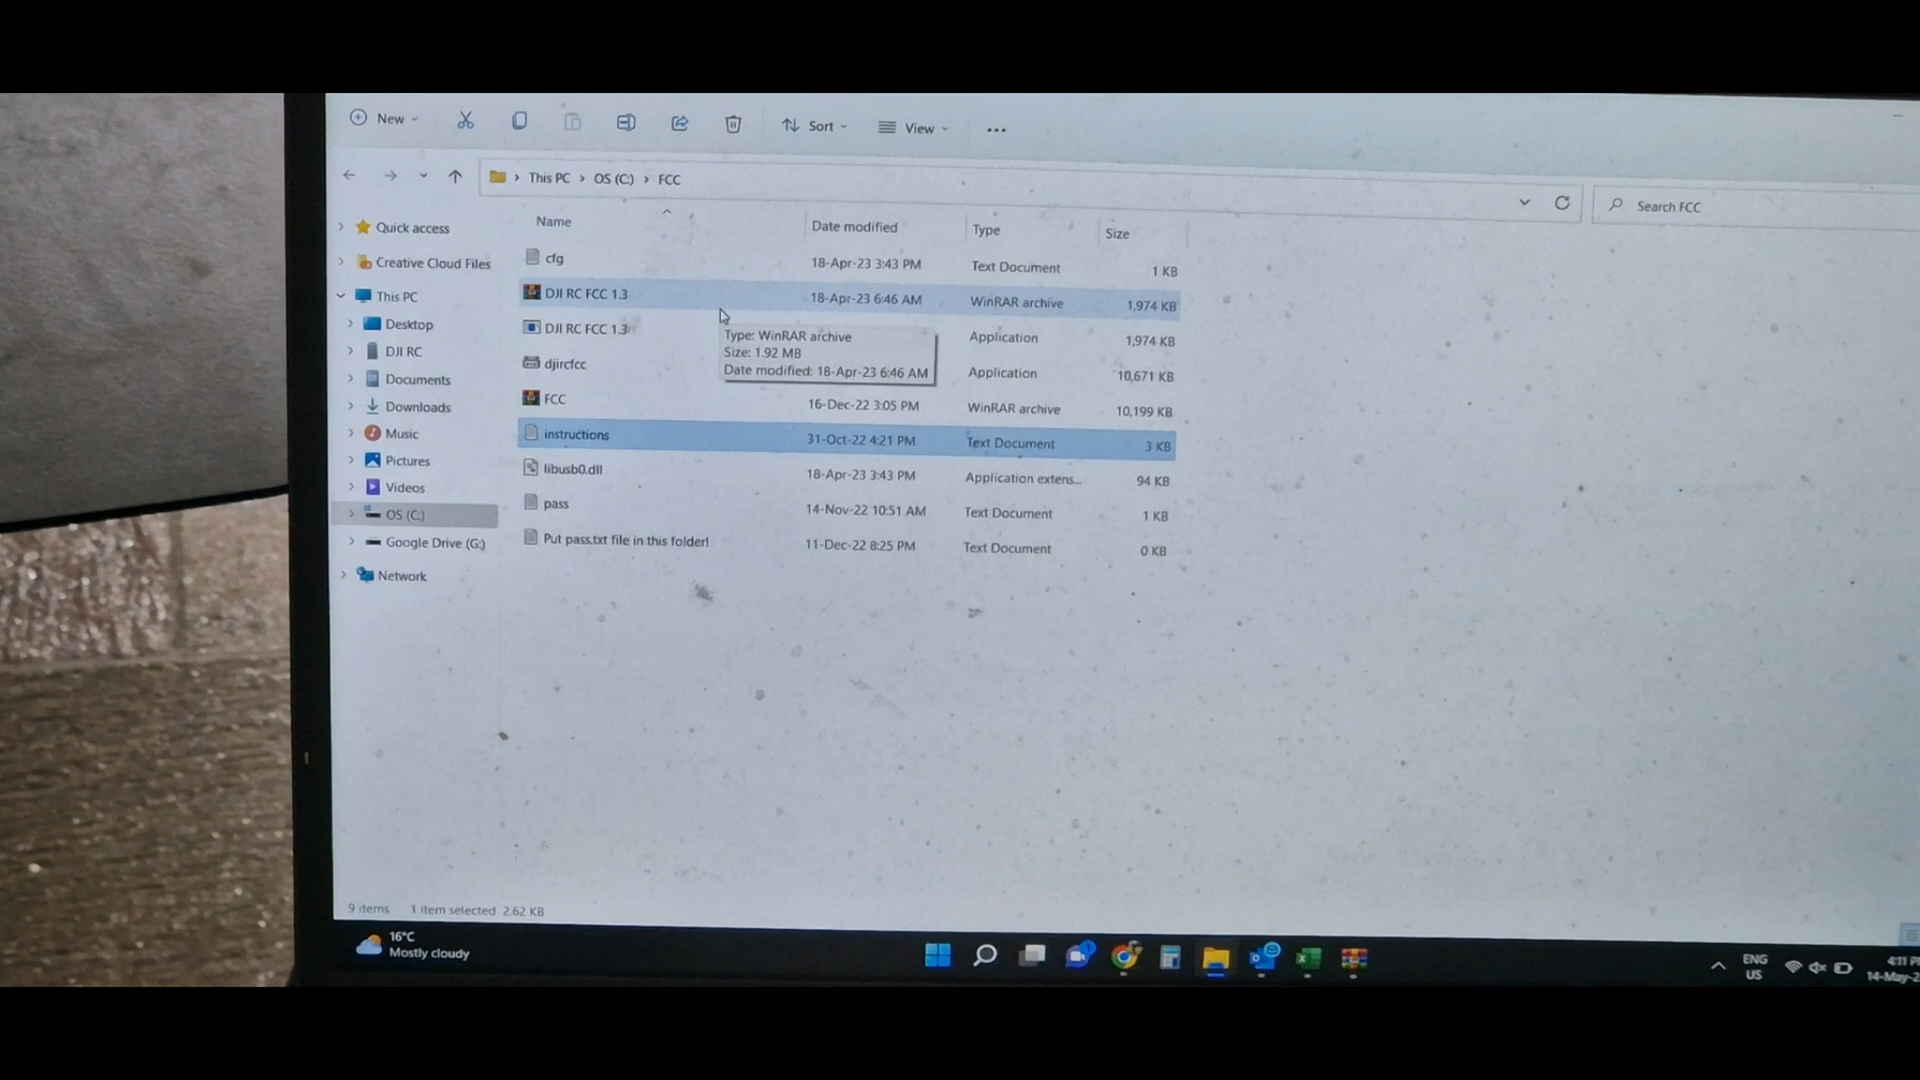 New
Sort
View
This PC > OS (C:) > FCC
Search FCC
Name
Date modified
Type
Size
Quick access
Creative Cloud Files
This PC
Desktop
DJI RC
Documents
Downloads
Music
Pictures
Videos
OS (C:)
Google Drive (G:)
Network
cfg 18-Apr-23 3:43 PM Text Document 1 KB
DJI RC FCC 1.3 18-Apr-23 6:46 AM WinRAR archive 1,974 KB
DJI RC FCC 1.3 Application 1,974 KB
djircfcc Application 10,671 KB
FCC 16-Dec-22 3:05 PM WinRAR archive 10,199 KB
instructions 31-Oct-22 4:21 PM Text Document 3 KB
libusb0.dll 18-Apr-23 3:43 PM Application extens... 94 KB
pass 14-Nov-22 10:51 AM Text Document 1 KB
Put pass.txt file in this folder! 11-Dec-22 8:25 PM Text Document 0 KB
Type: WinRAR archive
Size: 1.92 MB
Date modified: 18-Apr-23 6:46 AM
9 items 1 item selected 2.62 KB
16°C
Mostly cloudy
ENG
US
4:11 P
14-May-2